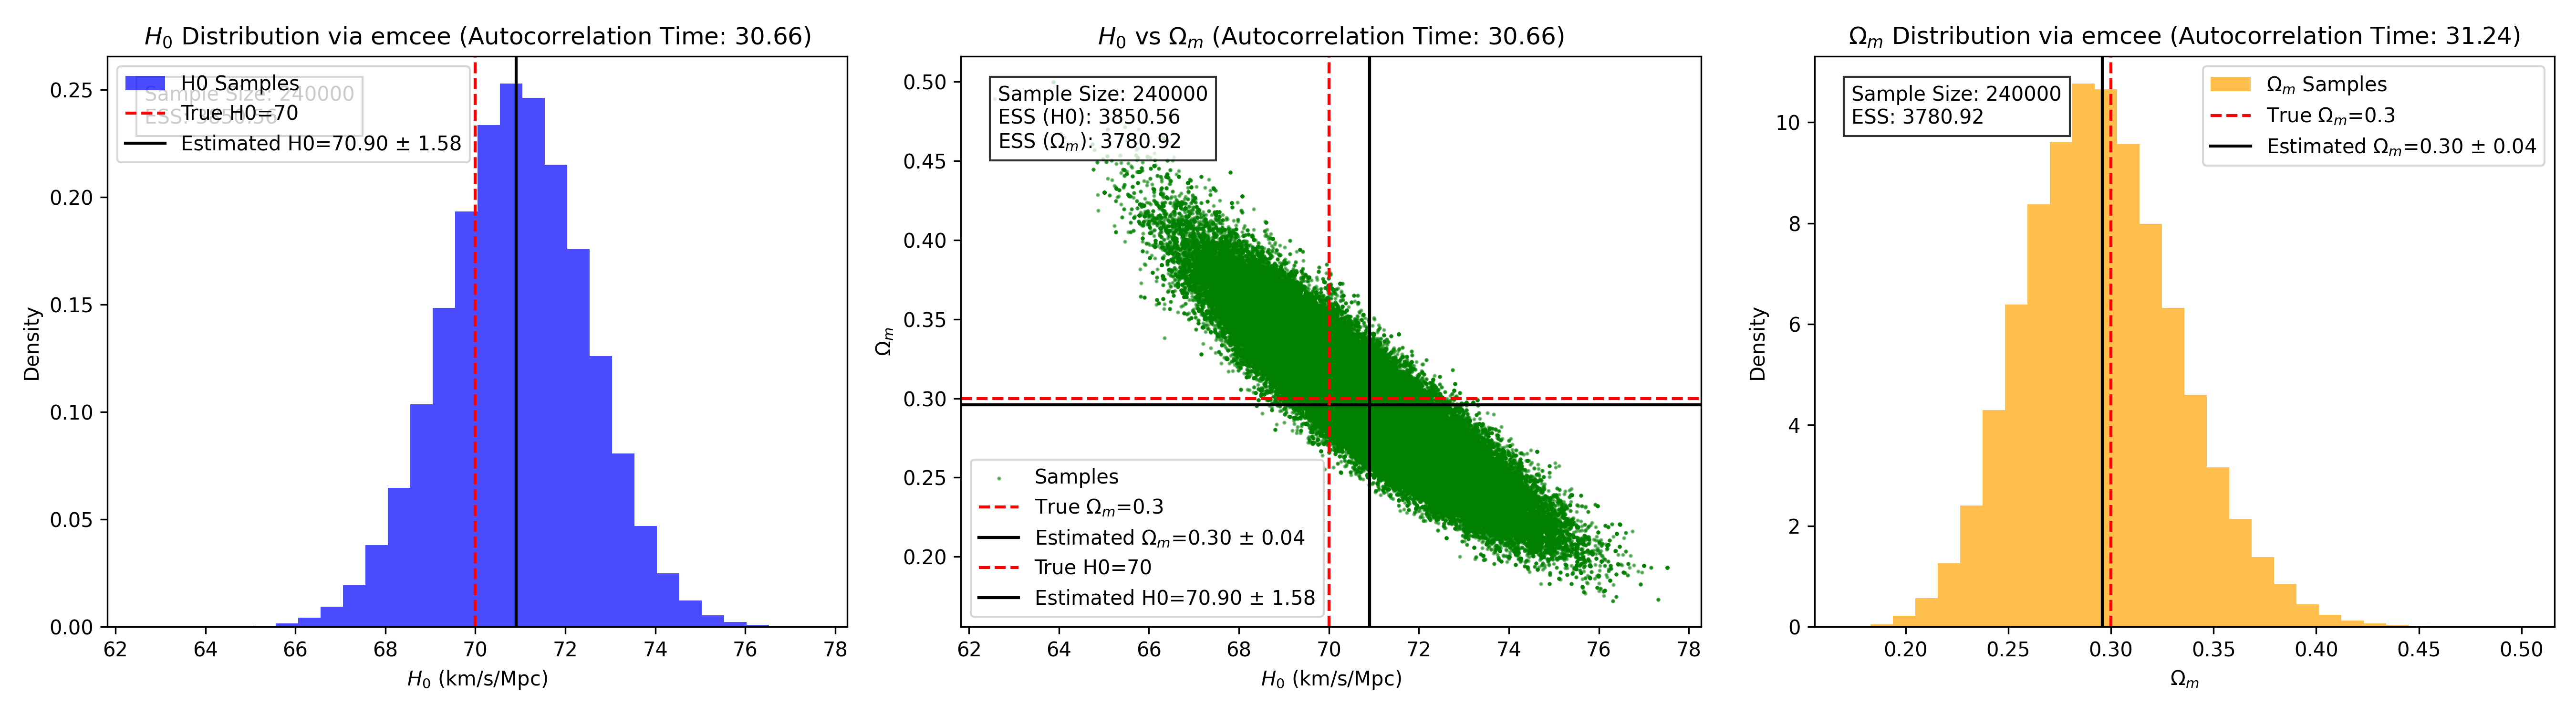 H₀ Distribution via emcee (Autocorrelation Time: 30.66)
H0 Samples
Sample Size: 240000
True H0=70
ESS: 3850.56
Estimated H0=70.90 ± 1.58
Density
0.25
0.20
0.15
0.10
0.05
0.00
62 64 66 68 70 72 74 76 78
H₀ (km/s/Mpc)
H₀ vs Ωₘ (Autocorrelation Time: 30.66)
Sample Size: 240000
ESS (H0): 3850.56
ESS (Ωₘ): 3780.92
Ωₘ
0.50
0.45
0.40
0.35
0.30
0.25
0.20
Samples
True Ωₘ=0.3
Estimated Ωₘ=0.30 ± 0.04
True H0=70
Estimated H0=70.90 ± 1.58
62 64 66 68 70 72 74 76 78
H₀ (km/s/Mpc)
Ωₘ Distribution via emcee (Autocorrelation Time: 31.24)
Sample Size: 240000
ESS: 3780.92
Ωₘ Samples
True Ωₘ=0.3
Estimated Ωₘ=0.30 ± 0.04
Density
10
8
6
4
2
0
0.20 0.25 0.30 0.35 0.40 0.45 0.50
Ωₘ